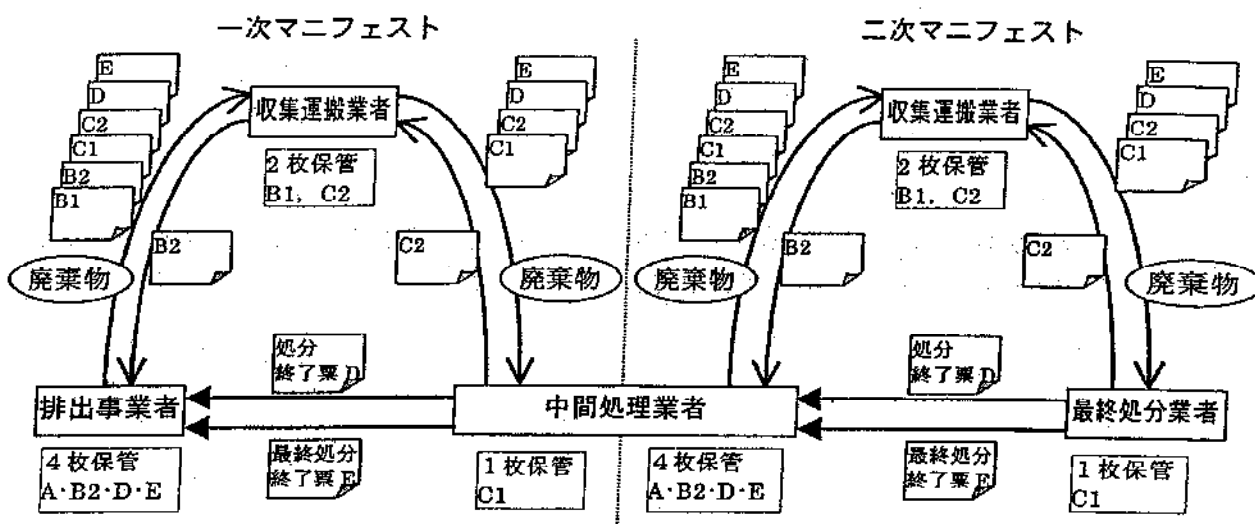 一次マニフェスト
二次マニフェスト
E
D
C2
C1
B2
B1
収集運搬業者
2枚保管
B1, C2
E
D
C2
C1
B2
C2
廃棄物
廃棄物
処分
終了票D
排出事業者
最終処分
終了票E
4枚保管
A・B2・D・E
中間処理業者
1枚保管
C1
E
D
C2
C1
B2
B1
収集運搬業者
2枚保管
B1, C2
E
D
C2
C1
B2
C2
廃棄物
廃棄物
処分
終了票D
最終処分業者
4枚保管
A・B2・D・E
最終処分
終了票E
1枚保管
C1